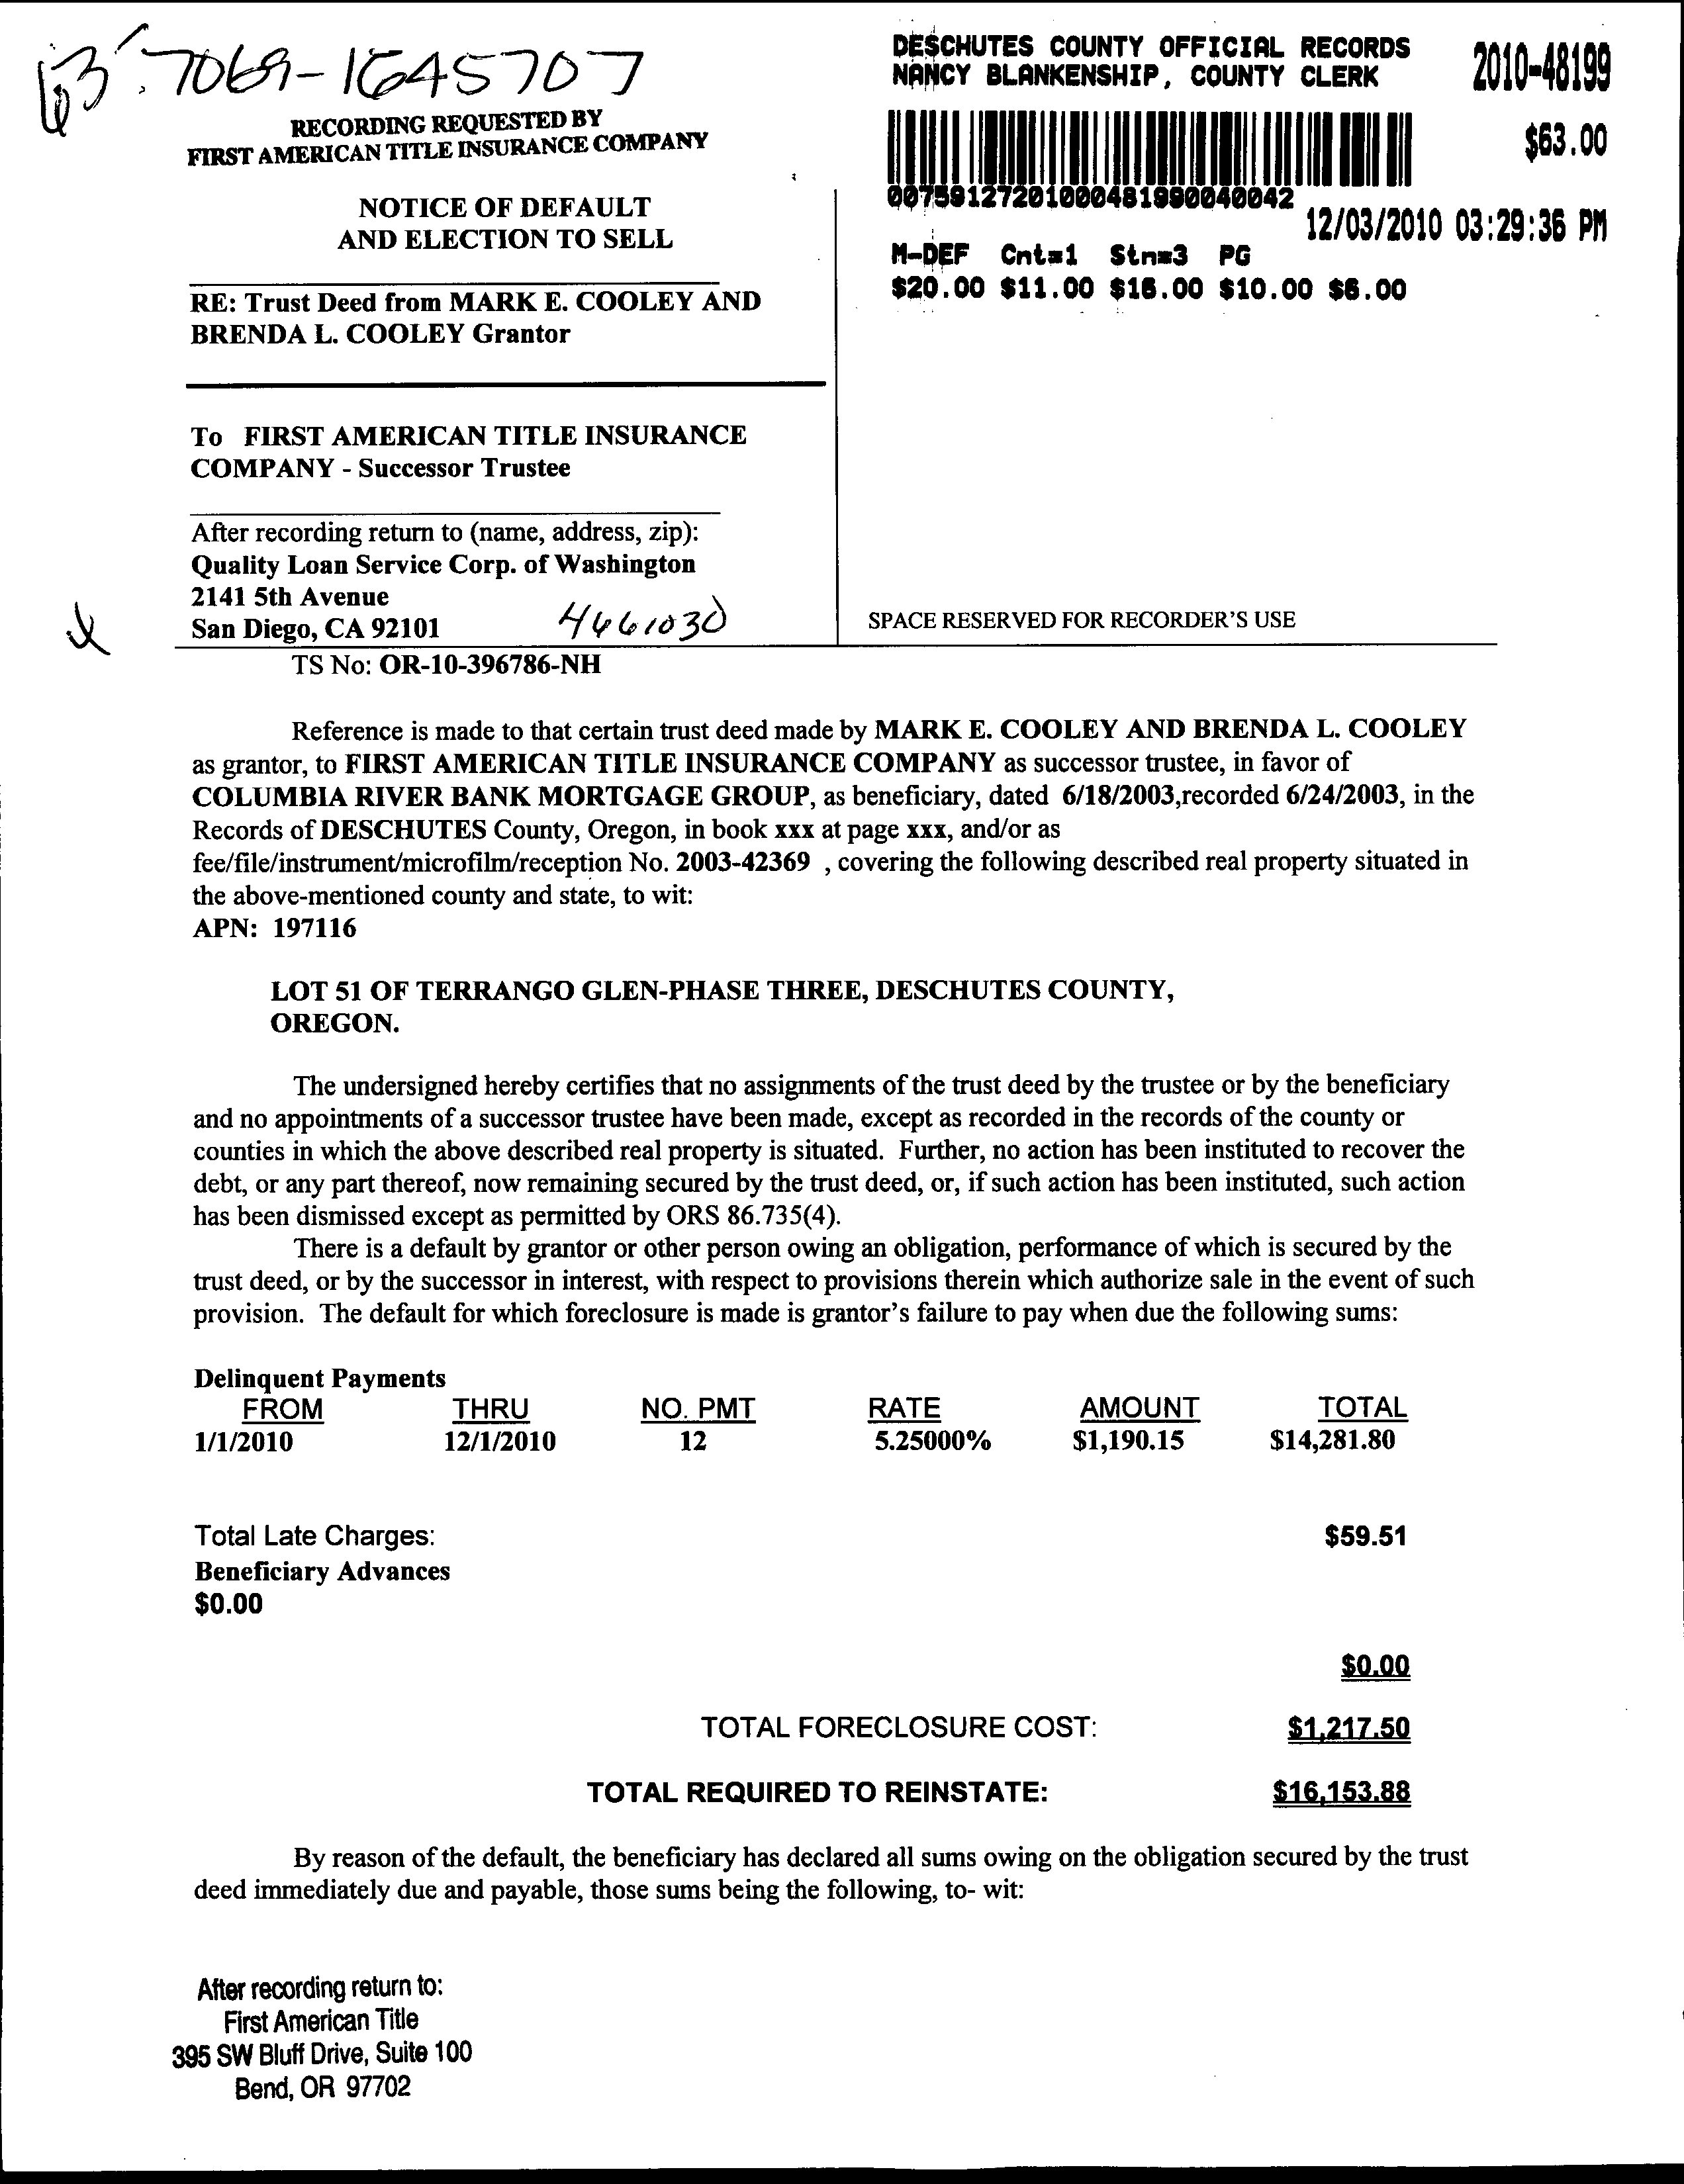 63. 7069-1645707
DESCHUTES COUNTY OFFICIAL RECORDS
NANCY BLANKENSHIP, COUNTY CLERK
2010-48199
$63.00
00759127201000481990040042
12/03/2010 03:29:36 PM
M-DEF Cnt=1 Stn=3 PG
$20.00 $11.00 $16.00 $10.00 $6.00
RECORDING REQUESTED BY
FIRST AMERICAN TITLE INSURANCE COMPANY
NOTICE OF DEFAULT
AND ELECTION TO SELL
RE: Trust Deed from MARK E. COOLEY AND
BRENDA L. COOLEY Grantor
To FIRST AMERICAN TITLE INSURANCE
COMPANY - Successor Trustee
After recording return to (name, address, zip):
Quality Loan Service Corp. of Washington
2141 5th Avenue
San Diego, CA 92101 4461030
SPACE RESERVED FOR RECORDER'S USE
TS No: OR-10-396786-NH
Reference is made to that certain trust deed made by MARK E. COOLEY AND BRENDA L. COOLEY
as grantor, to FIRST AMERICAN TITLE INSURANCE COMPANY as successor trustee, in favor of
COLUMBIA RIVER BANK MORTGAGE GROUP, as beneficiary, dated 6/18/2003,recorded 6/24/2003, in the
Records of DESCHUTES County, Oregon, in book xxx at page xxx, and/or as
fee/file/instrument/microfilm/reception No. 2003-42369 , covering the following described real property situated in
the above-mentioned county and state, to wit:
APN: 197116
LOT 51 OF TERRANGO GLEN-PHASE THREE, DESCHUTES COUNTY,
OREGON.
The undersigned hereby certifies that no assignments of the trust deed by the trustee or by the beneficiary
and no appointments of a successor trustee have been made, except as recorded in the records of the county or
counties in which the above described real property is situated. Further, no action has been instituted to recover the
debt, or any part thereof, now remaining secured by the trust deed, or, if such action has been instituted, such action
has been dismissed except as permitted by ORS 86.735(4).
There is a default by grantor or other person owing an obligation, performance of which is secured by the
trust deed, or by the successor in interest, with respect to provisions therein which authorize sale in the event of such
provision. The default for which foreclosure is made is grantor's failure to pay when due the following sums:
Delinquent Payments
FROM THRU NO. PMT RATE AMOUNT TOTAL
1/1/2010 12/1/2010 12 5.25000% $1,190.15 $14,281.80
Total Late Charges: $59.51
Beneficiary Advances
$0.00
$0.00
TOTAL FORECLOSURE COST: $1,217.50
TOTAL REQUIRED TO REINSTATE: $16,153.88
By reason of the default, the beneficiary has declared all sums owing on the obligation secured by the trust
deed immediately due and payable, those sums being the following, to- wit:
After recording return to:
First American Title
395 SW Bluff Drive, Suite 100
Bend, OR 97702